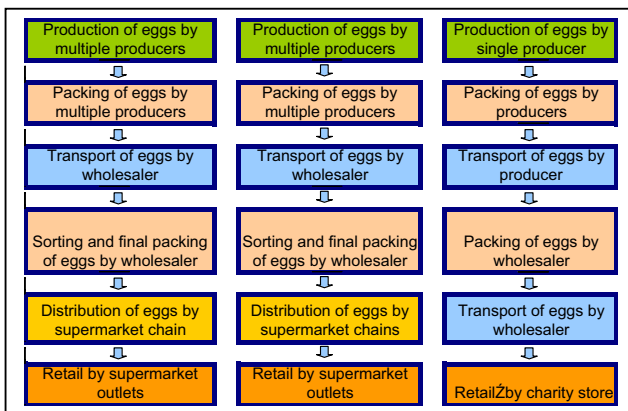 Production of eggs by
multiple producers
Packing of eggs by
multiple producers
Transport of eggs by
wholesaler
Sorting and final packing
of eggs by wholesaler
Distribution of eggs by
supermarket chain
Retail by supermarket
outlets
Production of eggs by
multiple producers
Packing of eggs by
multiple producers
Transport of eggs by
wholesaler
Sorting and final packing
of eggs by wholesaler
Distribution of eggs by
supermarket chains
Retail by supermarket
outlets
Production of eggs by
single producer
Packing of eggs by
producers
Transport of eggs by
producer
Packing of eggs by
wholesaler
Transport of eggs by
wholesaler
RetailŹby charity store